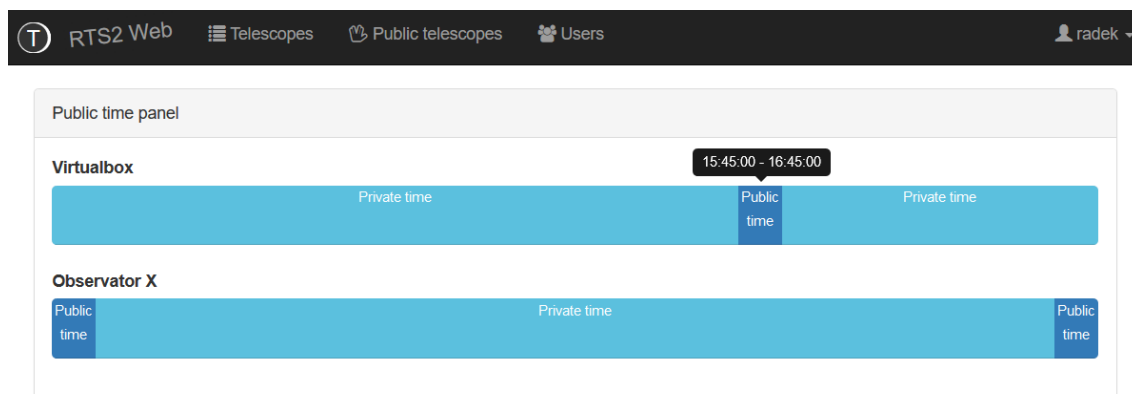 T RTS2 Web Telescopes Public telescopes Users radek
Public time panel
Virtualbox
15:45:00 - 16:45:00
Private time
Public
time
Private time
Observator X
Public
time
Private time
Public
time